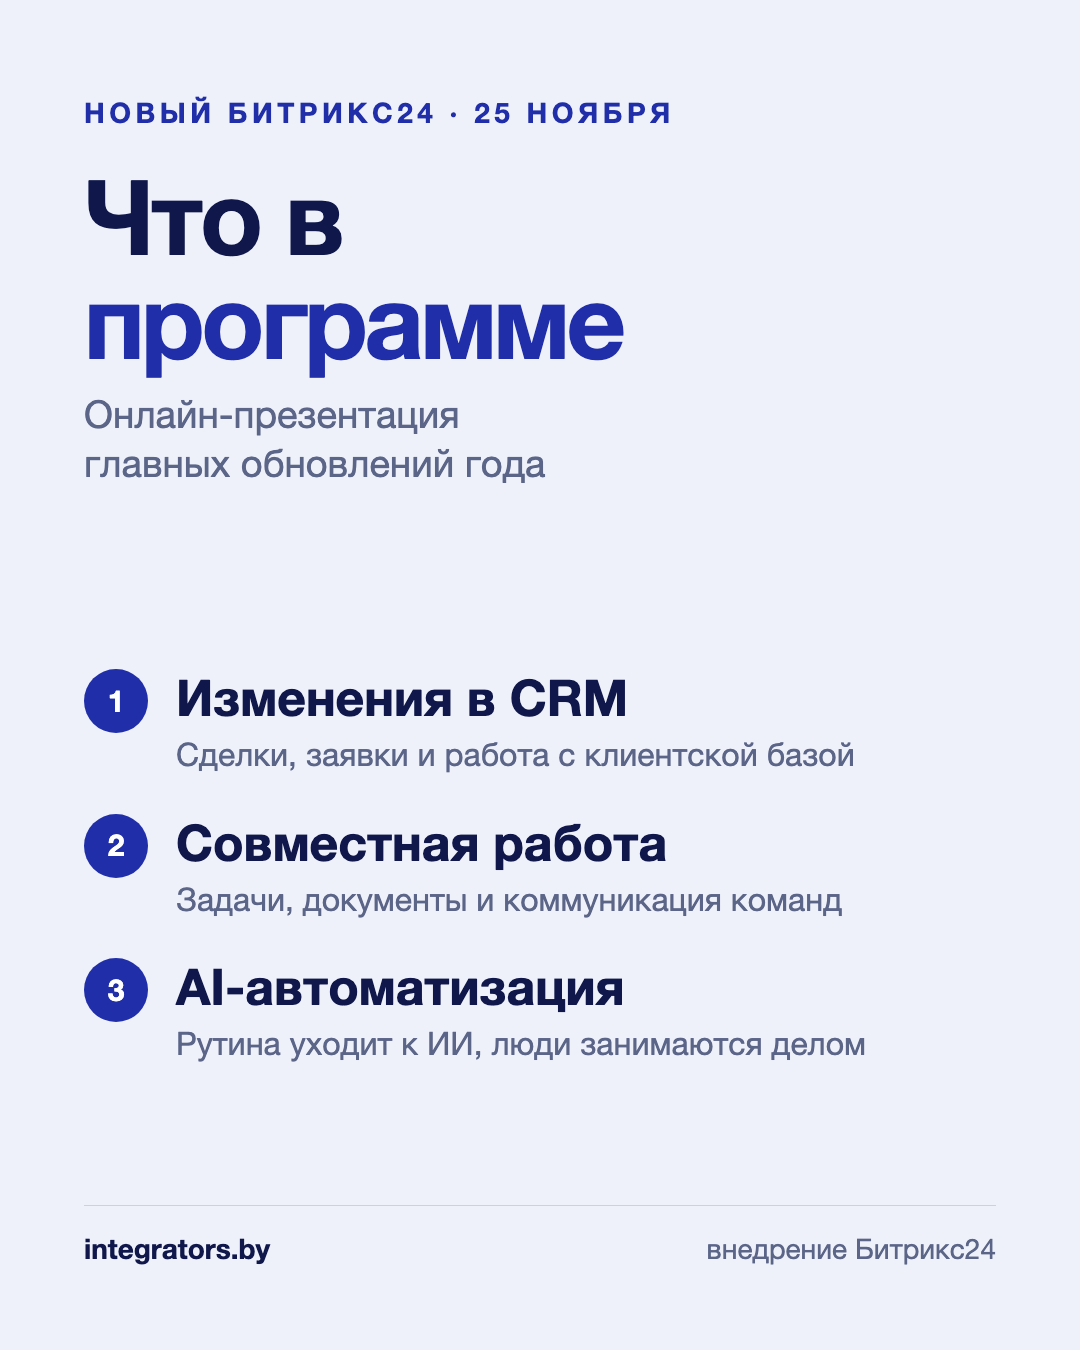 НОВЫЙ БИТРИКС24 · 25 НОЯБРЯ
Что в
программе
Онлайн-презентация
главных обновлений года
1 Изменения в CRM
Сделки, заявки и работа с клиентской базой
2 Совместная работа
Задачи, документы и коммуникация команд
3 AI-автоматизация
Рутина уходит к ИИ, люди занимаются делом
integrators.by
внедрение Битрикс24